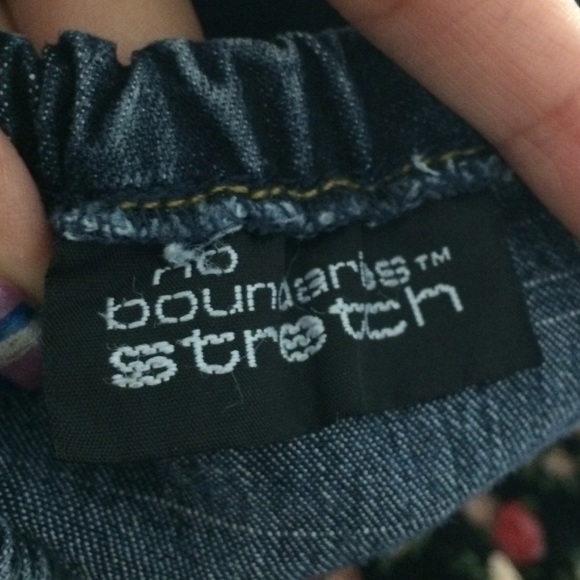 no
boundaries™
stretch